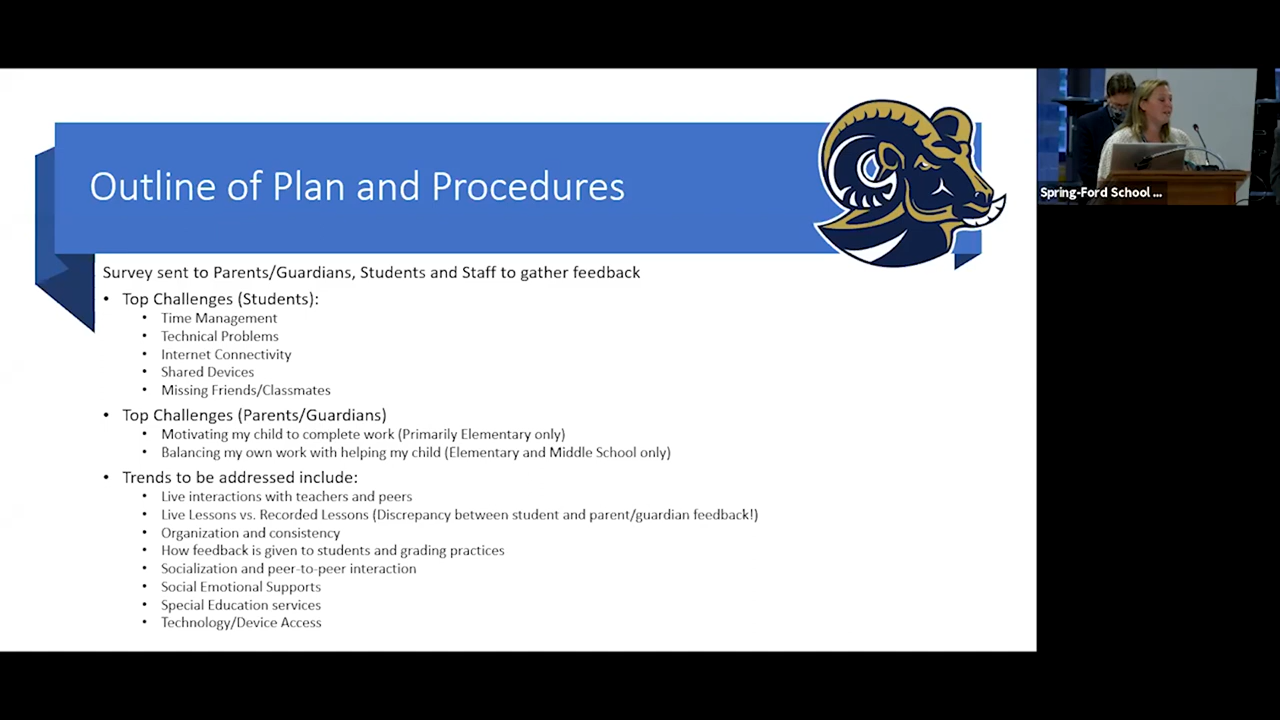 Outline of Plan and Procedures
Survey sent to Parents/Guardians, Students and Staff to gather feedback
• Top Challenges (Students):
• Time Management
• Technical Problems
• Internet Connectivity
• Shared Devices
• Missing Friends/Classmates
• Top Challenges (Parents/Guardians)
• Motivating my child to complete work (Primarily Elementary only)
• Balancing my own work with helping my child (Elementary and Middle School only)
• Trends to be addressed include:
• Live interactions with teachers and peers
• Live Lessons vs. Recorded Lessons (Discrepancy between student and parent/guardian feedback!)
• Organization and consistency
• How feedback is given to students and grading practices
• Socialization and peer-to-peer interaction
• Social Emotional Supports
• Special Education services
• Technology/Device Access
Spring-Ford School ...